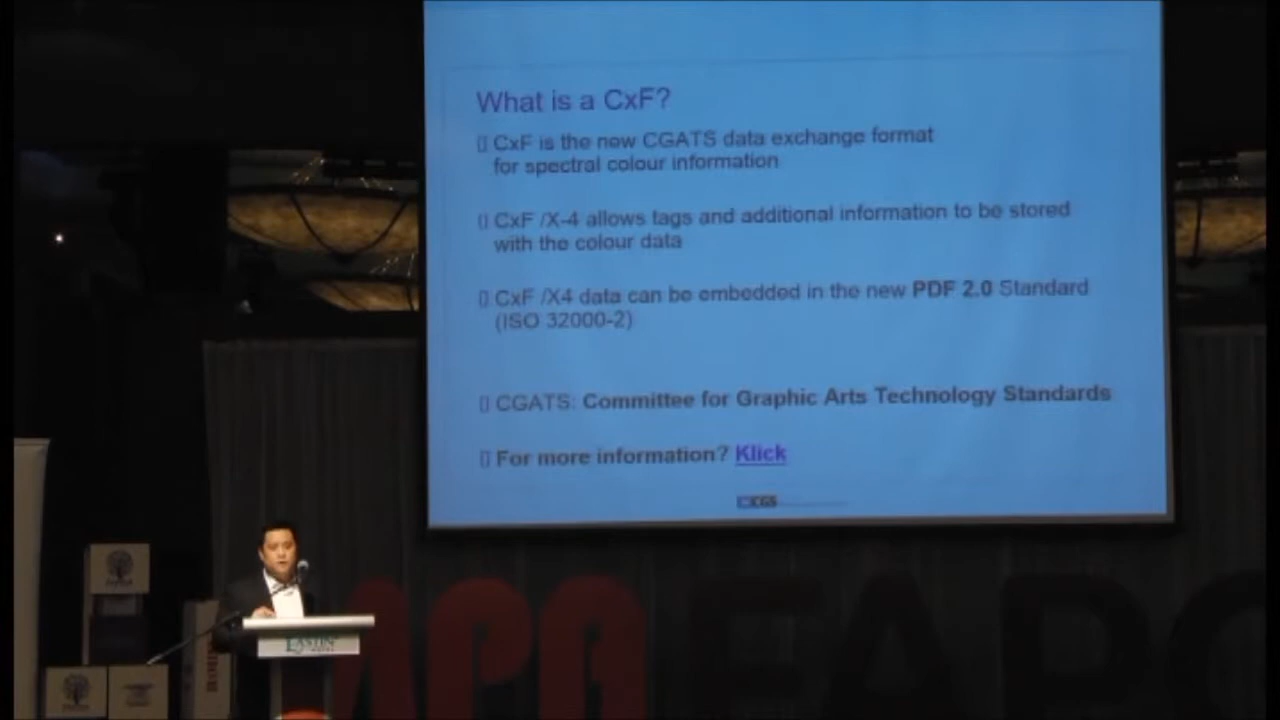 What is a CxF?
CxF is the new CGATS data exchange format
for spectral colour information
CxF /X-4 allows tags and additional information to be stored
with the colour data
CxF /X4 data can be embedded in the new PDF 2.0 Standard
(ISO 32000-2)
CGATS: Committee for Graphic Arts Technology Standards
For more information? Klick
CGS
EASTIN